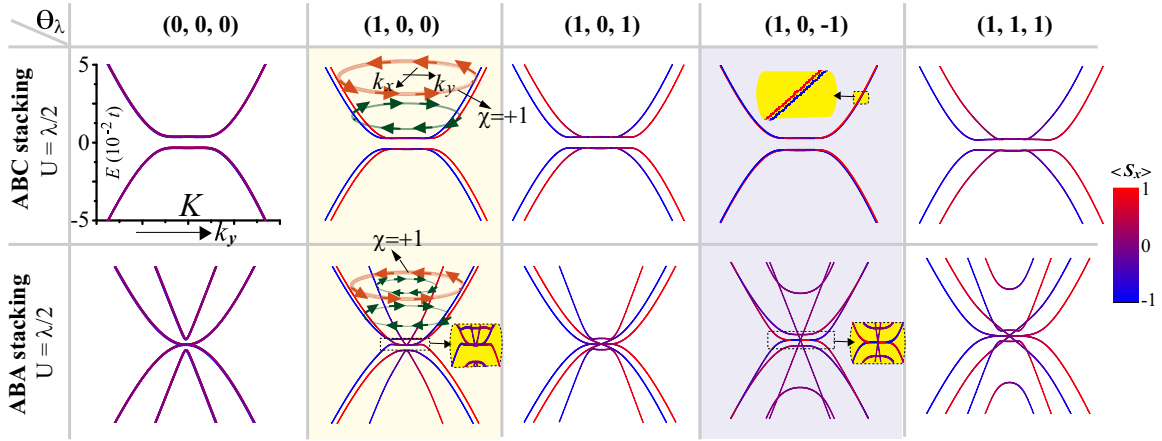 Θλ (0, 0, 0) (1, 0, 0) (1, 0, 1) (1, 0, -1) (1, 1, 1)
ABC stacking
U = λ/2
5
0
-5
E (10⁻² t)
K
k_y
k_x
k_y
χ=+1
<s_x>
1
0
-1
ABA stacking
U = λ/2
χ=+1